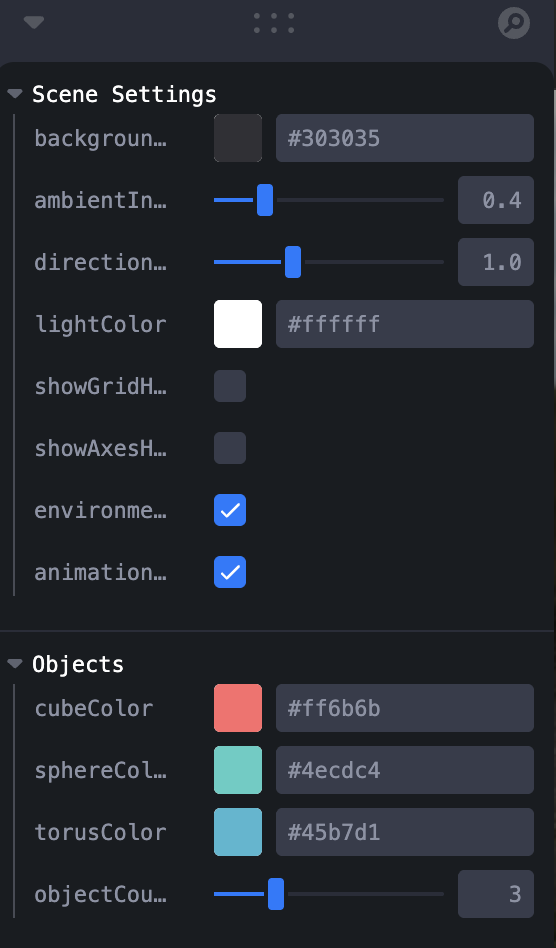 Scene Settings
backgroun… #303035
ambientIn… 0.4
direction… 1.0
lightColor #ffffff
showGridH…
showAxesH…
environme…
animation…
Objects
cubeColor #ff6b6b
sphereCol… #4ecdc4
torusColor #45b7d1
objectCou… 3